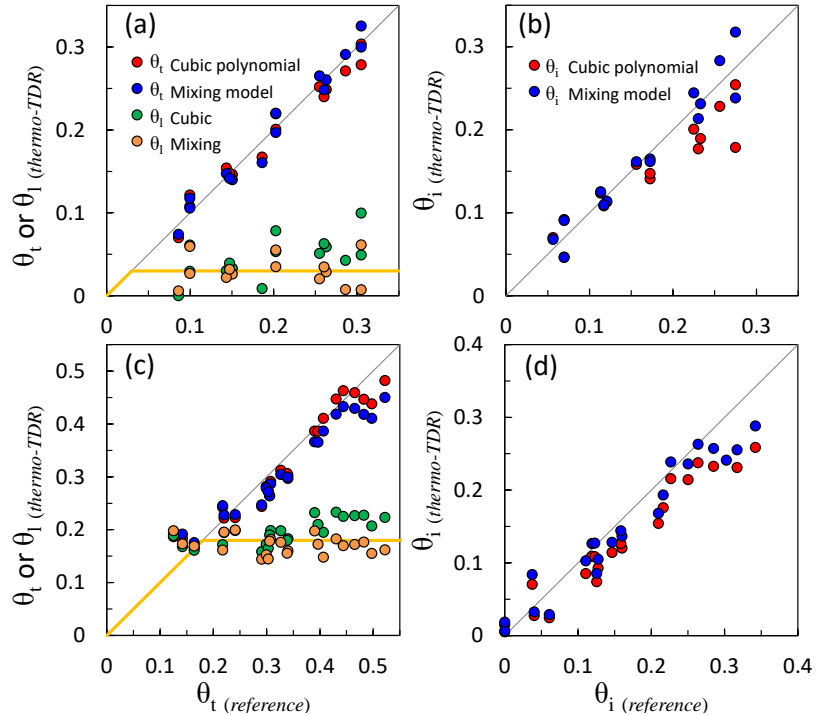 (a)
θt Cubic polynomial
θt Mixing model
θl Cubic
θl Mixing
θt or θl (thermo-TDR)
0.3
0.2
0.1
0
0 0.1 0.2 0.3
(b)
θi Cubic polynomial
θi Mixing model
θi (thermo-TDR)
0.3
0.2
0.1
0
0 0.1 0.2 0.3
(c)
θt or θl (thermo-TDR)
0.5
0.4
0.3
0.2
0.1
0
0 0.1 0.2 0.3 0.4 0.5
θt (reference)
(d)
θi (thermo-TDR)
0.4
0.3
0.2
0.1
0
0 0.1 0.2 0.3 0.4
θi (reference)